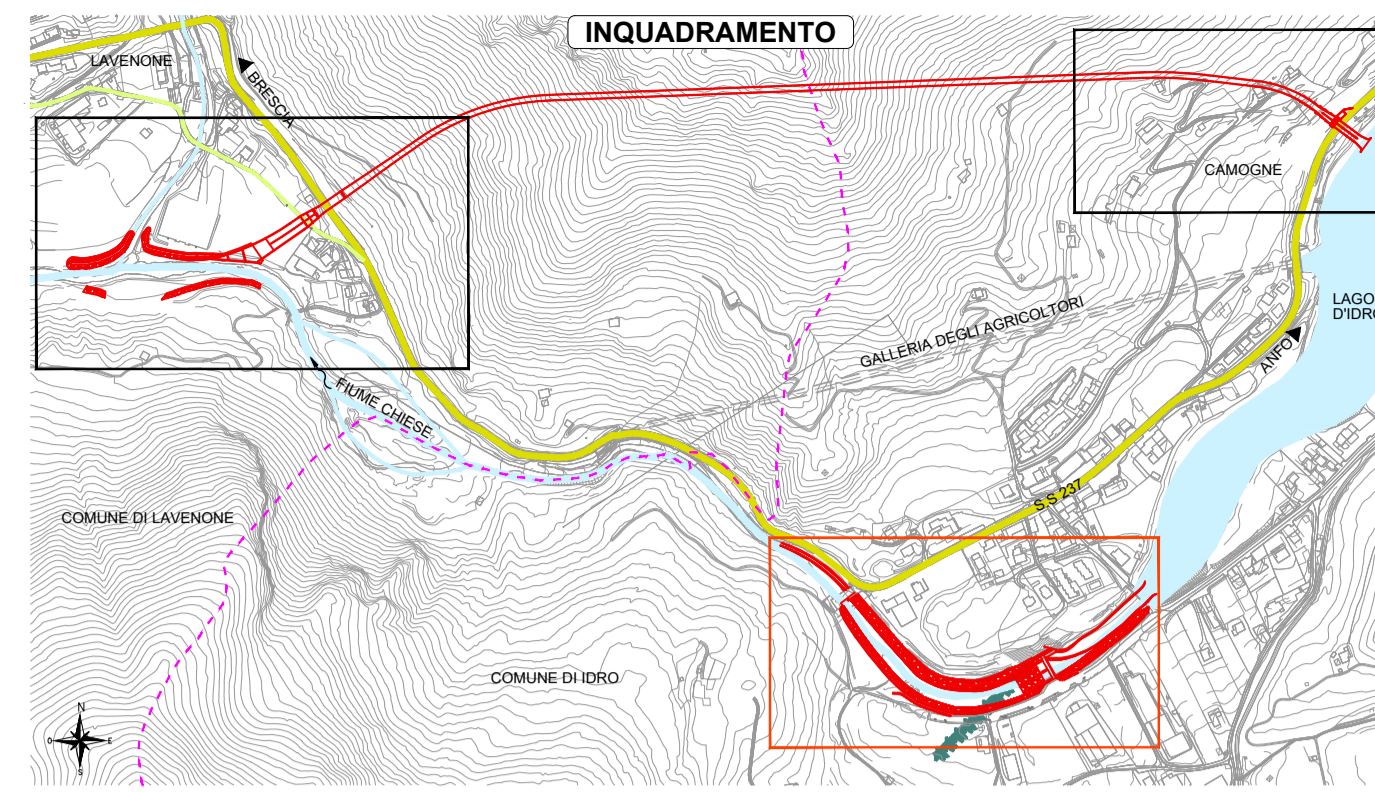 INQUADRAMENTO
LAVENONE
BRESCIA
CAMOGNE
LAGO
D'IDRO
GALLERIA DEGLI AGRICOLTORI
ANFO
FIUME CHIESE
S.S 237
COMUNE DI LAVENONE
COMUNE DI IDRO
N
O
E
S